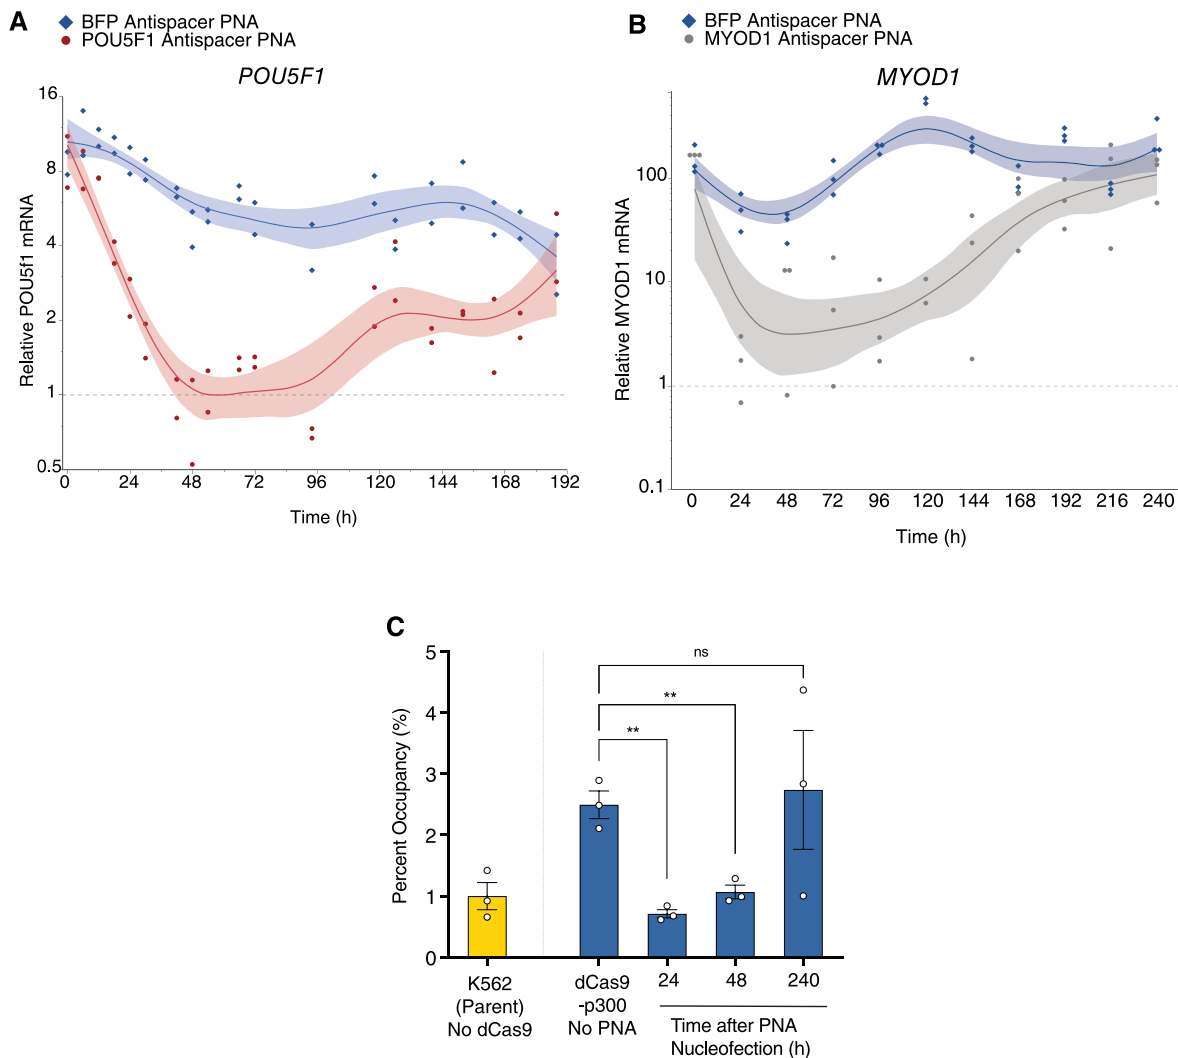 A
BFP Antispacer PNA
POU5F1 Antispacer PNA
POU5F1
16
8
4
2
1
0.5
Relative POU5f1 mRNA
0 24 48 72 96 120 144 168 192
Time (h)
B
BFP Antispacer PNA
MYOD1 Antispacer PNA
MYOD1
100
10
1
0.1
Relative MYOD1 mRNA
0 24 48 72 96 120 144 168 192 216 240
Time (h)
C
5
4
3
2
1
0
Percent Occupancy (%)
ns
**
**
K562
(Parent)
No dCas9
dCas9
-p300
No PNA
24 48 240
Time after PNA
Nucleofection (h)